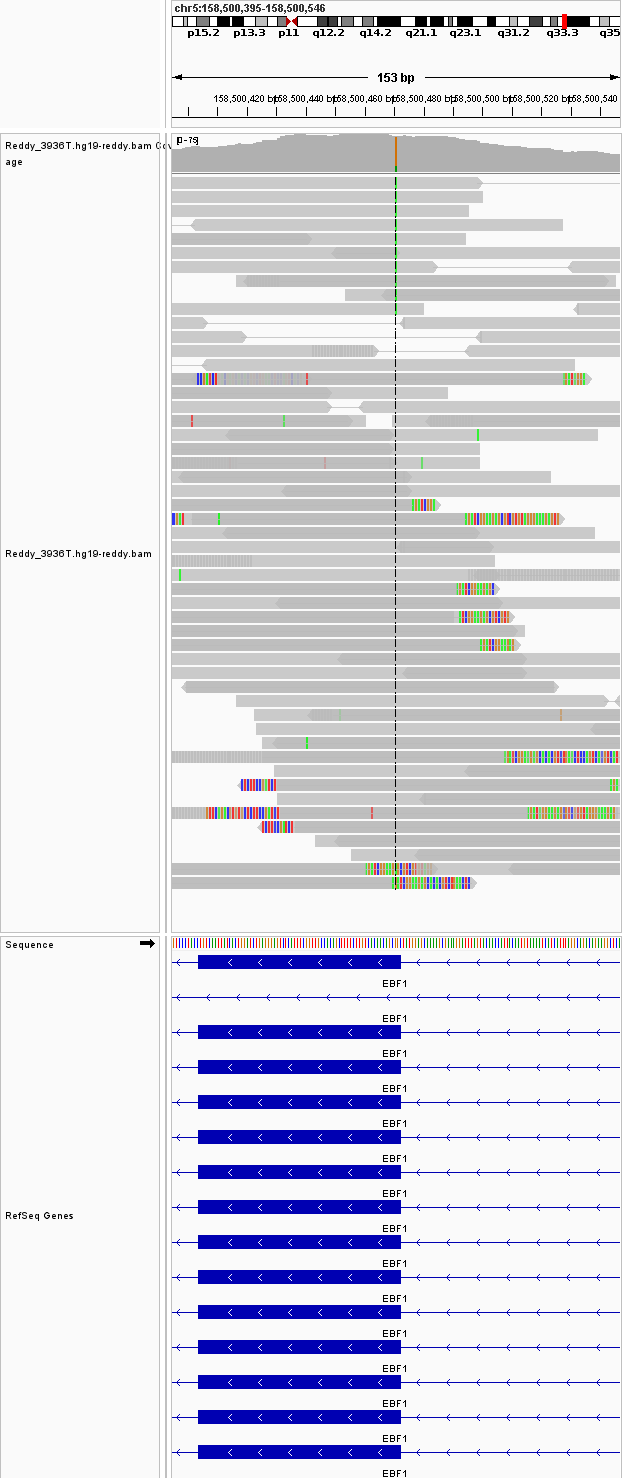 chr5:158,500,395-158,500,546
p15.2 p13.3 p11 q12.2 q14.2 q21.1 q23.1 q31.2 q33.3 q35
153 bp
158,500,420 bp 158,500,440 bp 158,500,460 bp 158,500,480 bp 158,500,500 bp 158,500,520 bp 158,500,540
Reddy_3936T.hg19-reddy.bam Cov
age
Reddy_3936T.hg19-reddy.bam
Sequence
EBF1
EBF1
EBF1
EBF1
EBF1
EBF1
EBF1
RefSeq Genes
EBF1
EBF1
EBF1
EBF1
EBF1
EBF1
EBF1
EBF1